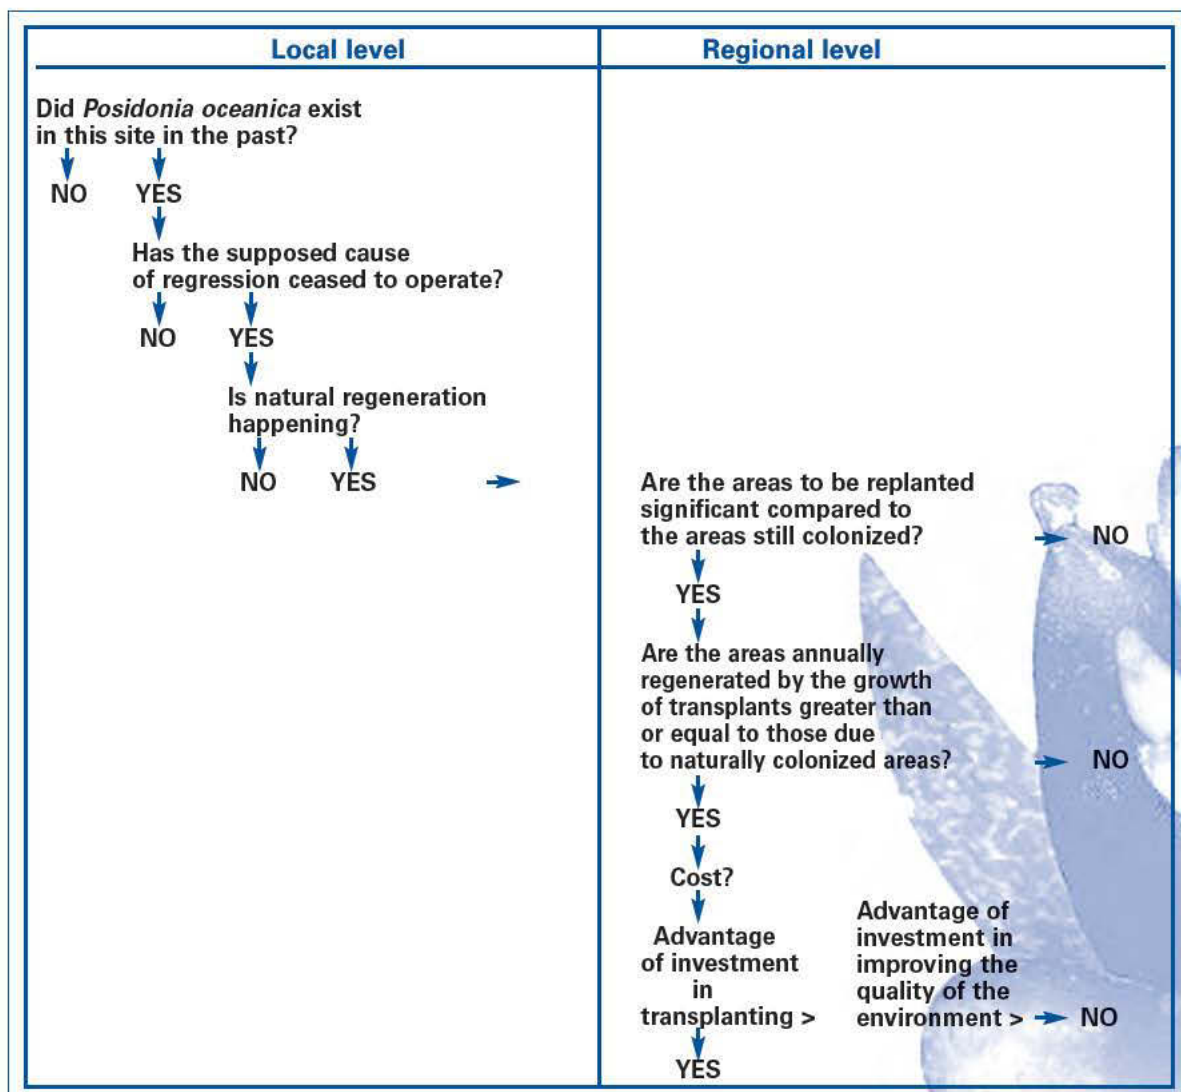 Local level
Regional level
Did Posidonia oceanica exist
in this site in the past?
NO YES
Has the supposed cause
of regression ceased to operate?
NO YES
Is natural regeneration
happening?
NO YES
Are the areas to be replanted
significant compared to
the areas still colonized?
NO
YES
Are the areas annually
regenerated by the growth
of transplants greater than
or equal to those due
to naturally colonized areas?
NO
YES
Cost?
Advantage
of investment
in
transplanting >
Advantage of
investment in
improving the
quality of the
environment >
NO
YES